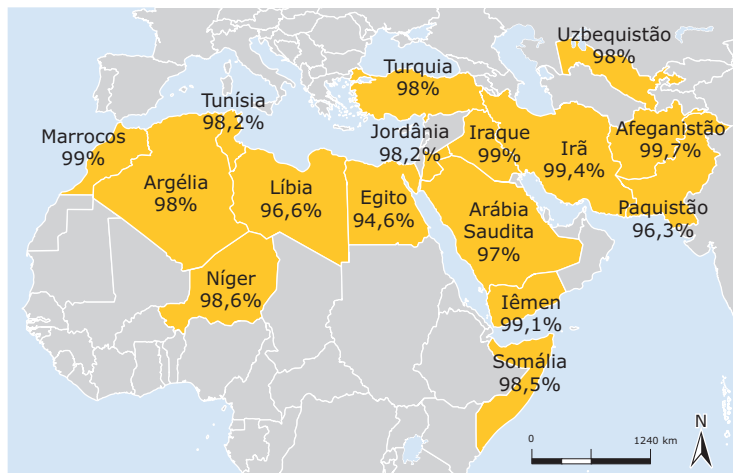 Uzbequistão
98%
Turquia
98%
Tunísia
98,2%
Marrocos
99%
Jordânia
98,2%
Iraque
99%
Irã
99,4%
Afeganistão
99,7%
Argélia
98%
Líbia
96,6%
Egito
94,6%
Arábia
Saudita
97%
Paquistão
96,3%
Níger
98,6%
Iêmen
99,1%
Somália
98,5%
N
0
1240 km